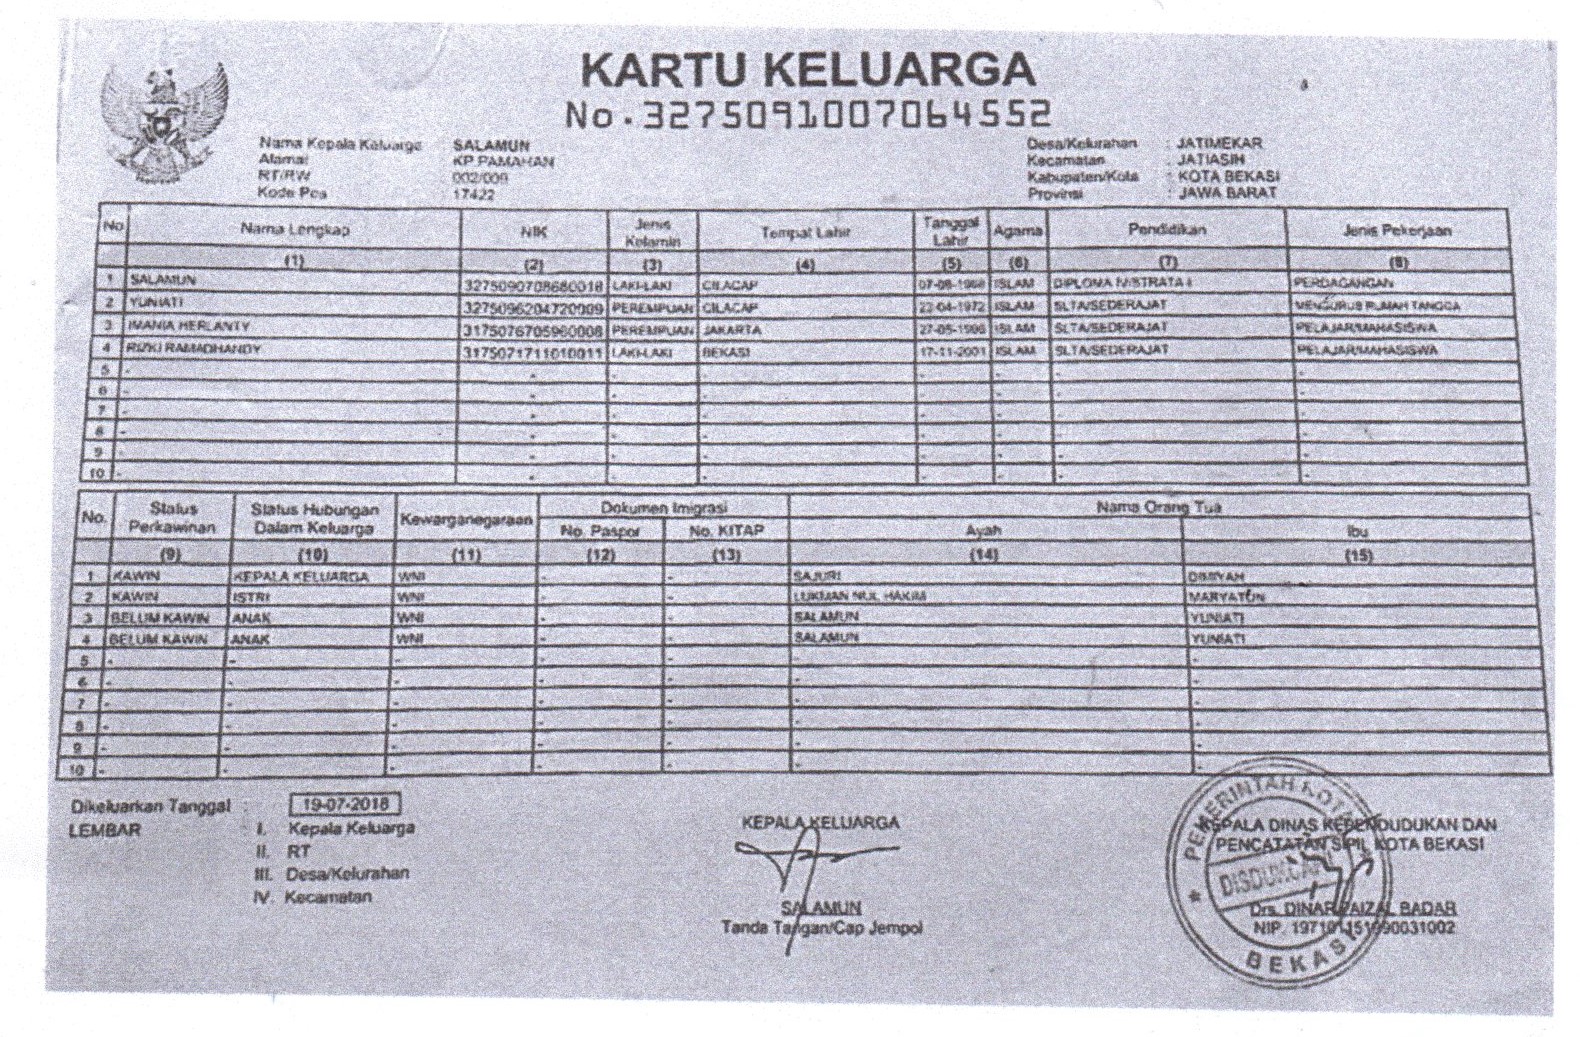 KARTU KELUARGA
No. 3275091007064552
Nama Kepala Keluarga : SALAMUN
Alamat : KP PAMAHAN
RT/RW : 002/009
Kode Pos : 17422
Desa/Kelurahan : JATIMEKAR
Kecamatan : JATIASIH
Kabupaten/Kota : KOTA BEKASI
Provinsi : JAWA BARAT
No Nama Lengkap NIK Jenis Kelamin Tempat Lahir Tanggal Lahir Agama Pendidikan Jenis Pekerjaan
(1) (2) (3) (4) (5) (6) (7) (8)
1 SALAMUN 3275090708680018 LAKI-LAKI CILACAP 07-08-1968 ISLAM DIPLOMA IV/STRATA I PERDAGANGAN
2 YUNIATI 3275096204720009 PEREMPUAN CILACAP 22-04-1972 ISLAM SLTA/SEDERAJAT MENGURUS RUMAH TANGGA
3 IMANIA HERLANTY 3175076705960008 PEREMPUAN JAKARTA 27-05-1996 ISLAM SLTA/SEDERAJAT PELAJAR/MAHASISWA
4 RIZKI RAMADHANDY 3175071711010011 LAKI-LAKI BEKASI 17-11-2001 ISLAM SLTA/SEDERAJAT PELAJAR/MAHASISWA
5 - - - - - - - -
6 - - - - - - - -
7 - - - - - - - -
8 - - - - - - - -
9 - - - - - - - -
10 - - - - - - - -
No. Status Perkawinan Status Hubungan Dalam Keluarga Kewarganegaraan Dokumen Imigrasi Nama Orang Tua
No. Paspor No. KITAP Ayah Ibu
(9) (10) (11) (12) (13) (14) (15)
1 KAWIN KEPALA KELUARGA WNI - - SAJURI
2 KAWIN ISTRI WNI - - LUKMAN NUL HAKIM MARYATUN
3 BELUM KAWIN ANAK WNI - - SALAMUN YUNIATI
4 BELUM KAWIN ANAK WNI - - SALAMUN YUNIATI
5 - - - - - - -
6 - - - - - - -
7 - - - - - - -
8 - - - - - - -
9 - - - - - - -
10 - - - - - - -
Dikeluarkan Tanggal : 19-07-2018
LEMBAR : I. Kepala Keluarga
II. RT
III. Desa/Kelurahan
IV. Kecamatan
KEPALA KELUARGA
SALAMUN
Tanda Tangan/Cap Jempol
KEPALA DINAS KEPENDUDUKAN DAN
PENCATATAN SIPIL KOTA BEKASI
Drs. DINAR FAIZAL BADAR
NIP. 197101151990031002
PEMERINTAH KOTA
DISDUKCAPIL
BEKASI